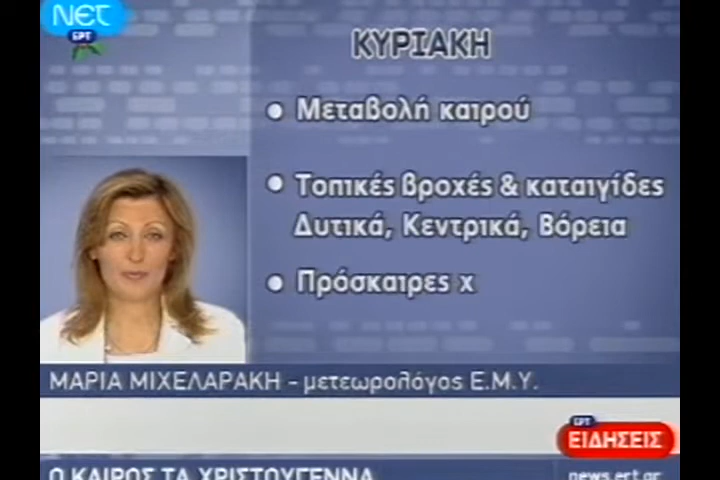 NET
ΕΡΤ
ΚΥΡΙΑΚΗ
Μεταβολή καιρού
Τοπικές βροχές & καταιγίδες
Δυτικά, Κεντρικά, Βόρεια
Πρόσκαιρες χ
ΜΑΡΙΑ ΜΙΧΕΛΑΡΑΚΗ – μετεωρολόγος Ε.Μ.Υ.
ΕΡΤ
ΕΙΔΗΣΕΙΣ
Ο ΚΑΙΡΟΣ ΤΑ ΧΡΙΣΤΟΥΓΕΝΝΑ
news.ert.gr